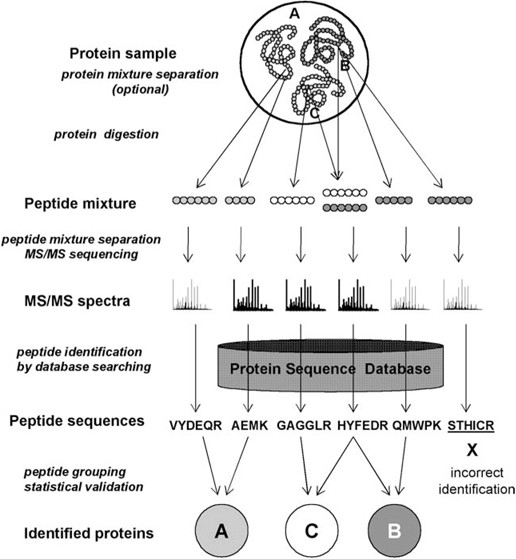 A
Protein sample
protein mixture separation
(optional)
B
C
protein digestion
Peptide mixture
peptide mixture separation
MS/MS sequencing
MS/MS spectra
peptide identification
by database searching
Protein Sequence Database
Peptide sequences
VYDEQR AEMK GAGGLR HYFEDR QMWPK STHICR
X
peptide grouping
statistical validation
incorrect
identification
Identified proteins
A C B